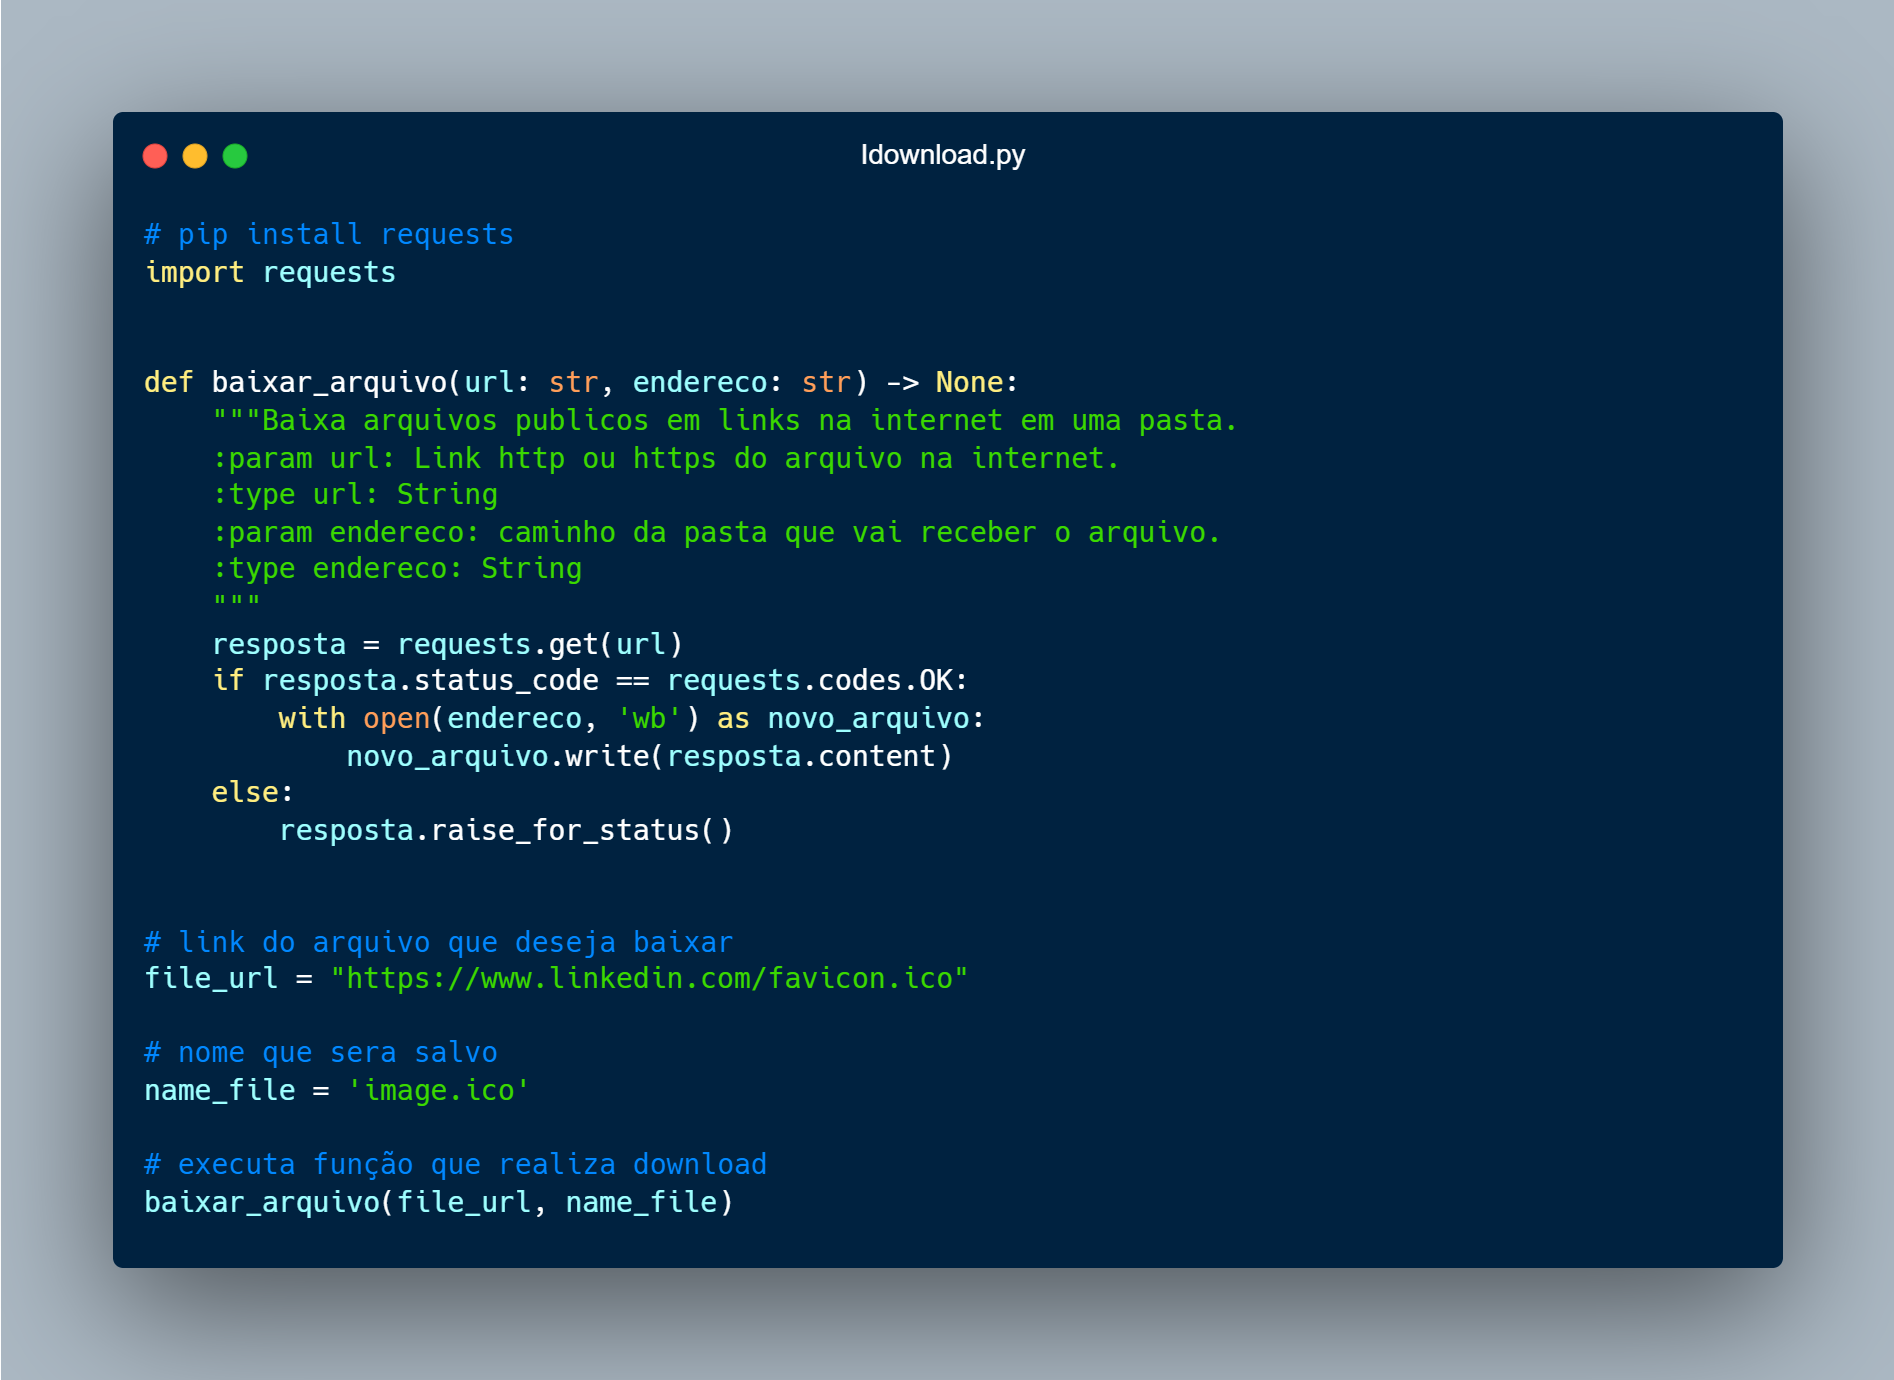 Idownload.py
# pip install requests
import requests
def baixar_arquivo(url: str, endereco: str) -> None:
    """Baixa arquivos publicos em links na internet em uma pasta.
    :param url: Link http ou https do arquivo na internet.
    :type url: String
    :param endereco: caminho da pasta que vai receber o arquivo.
    :type endereco: String
    """
    resposta = requests.get(url)
    if resposta.status_code == requests.codes.OK:
        with open(endereco, 'wb') as novo_arquivo:
            novo_arquivo.write(resposta.content)
    else:
        resposta.raise_for_status()
# link do arquivo que deseja baixar
file_url = "https://www.linkedin.com/favicon.ico"
# nome que sera salvo
name_file = 'image.ico'
# executa função que realiza download
baixar_arquivo(file_url, name_file)